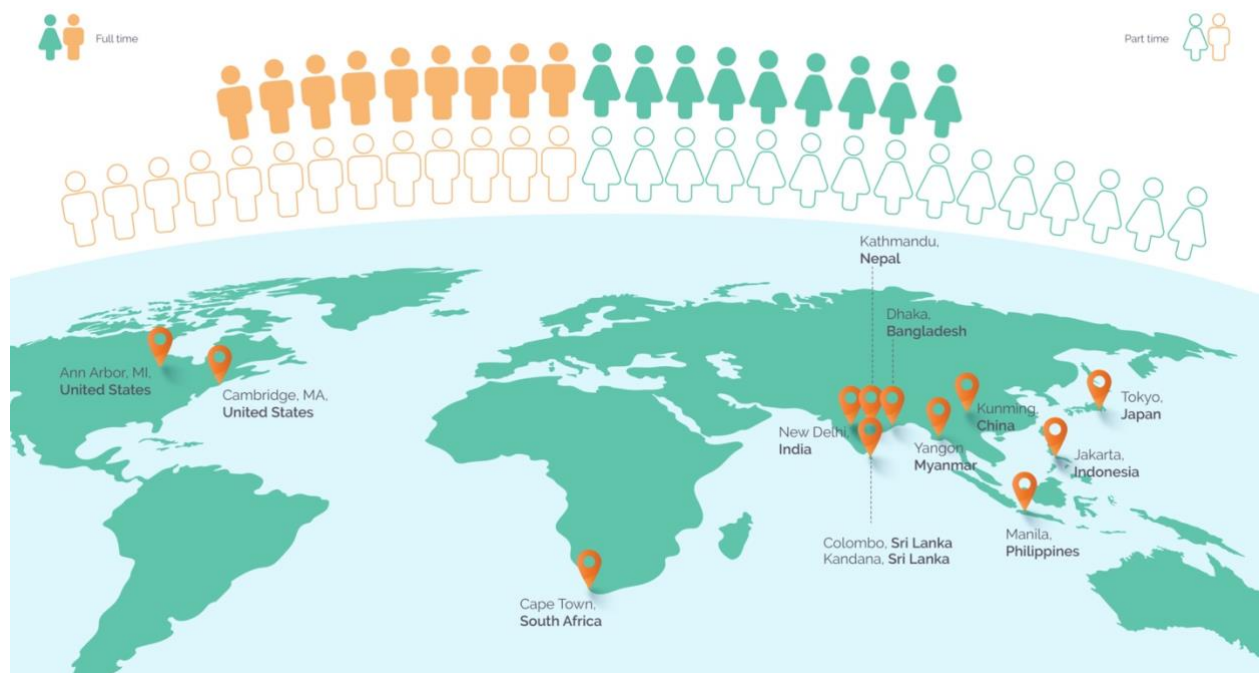 Full time
Part time
Kathmandu,
Nepal
Dhaka,
Bangladesh
Ann Arbor, MI,
United States
Cambridge, MA,
United States
New Delhi,
India
Yangon
Myanmar
Kunming,
China
Tokyo,
Japan
Jakarta,
Indonesia
Manila,
Philippines
Colombo, Sri Lanka
Kandana, Sri Lanka
Cape Town,
South Africa